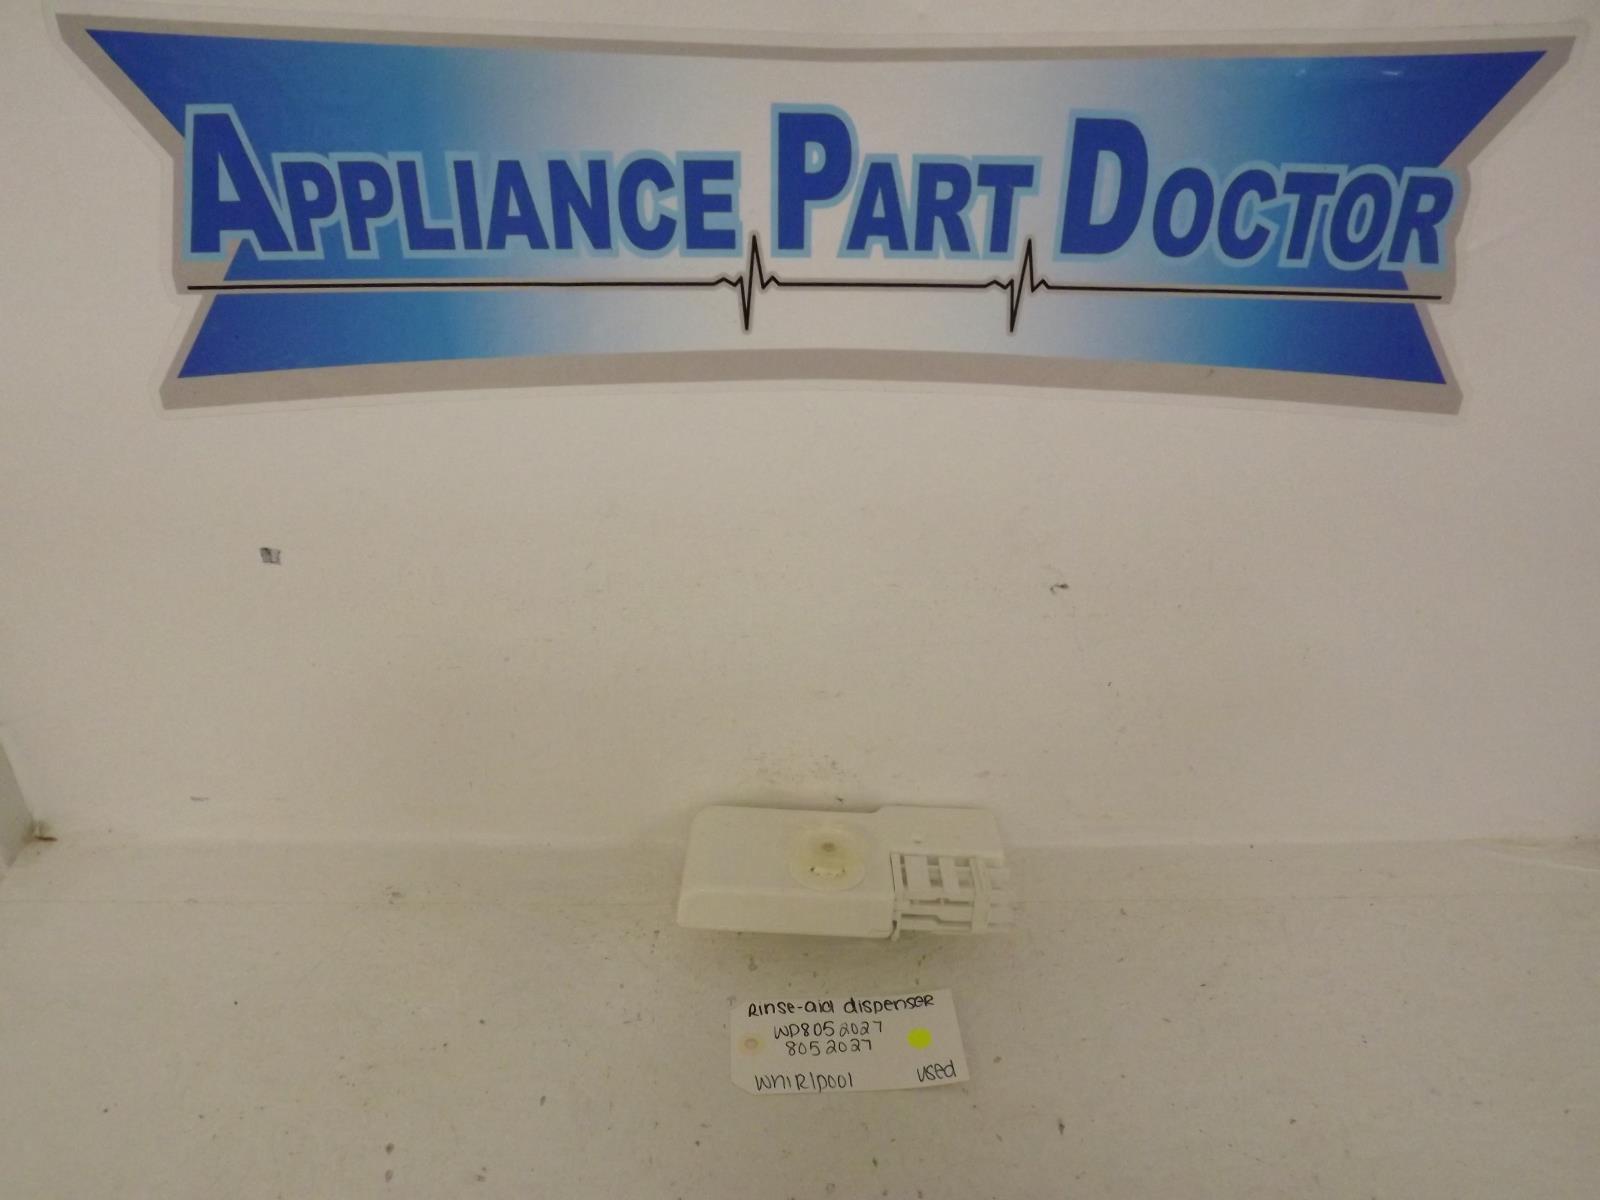 APPLIANCE PART DOCTOR
Rinse-aid dispenser
WP8052027
8052027
Whirlpool used